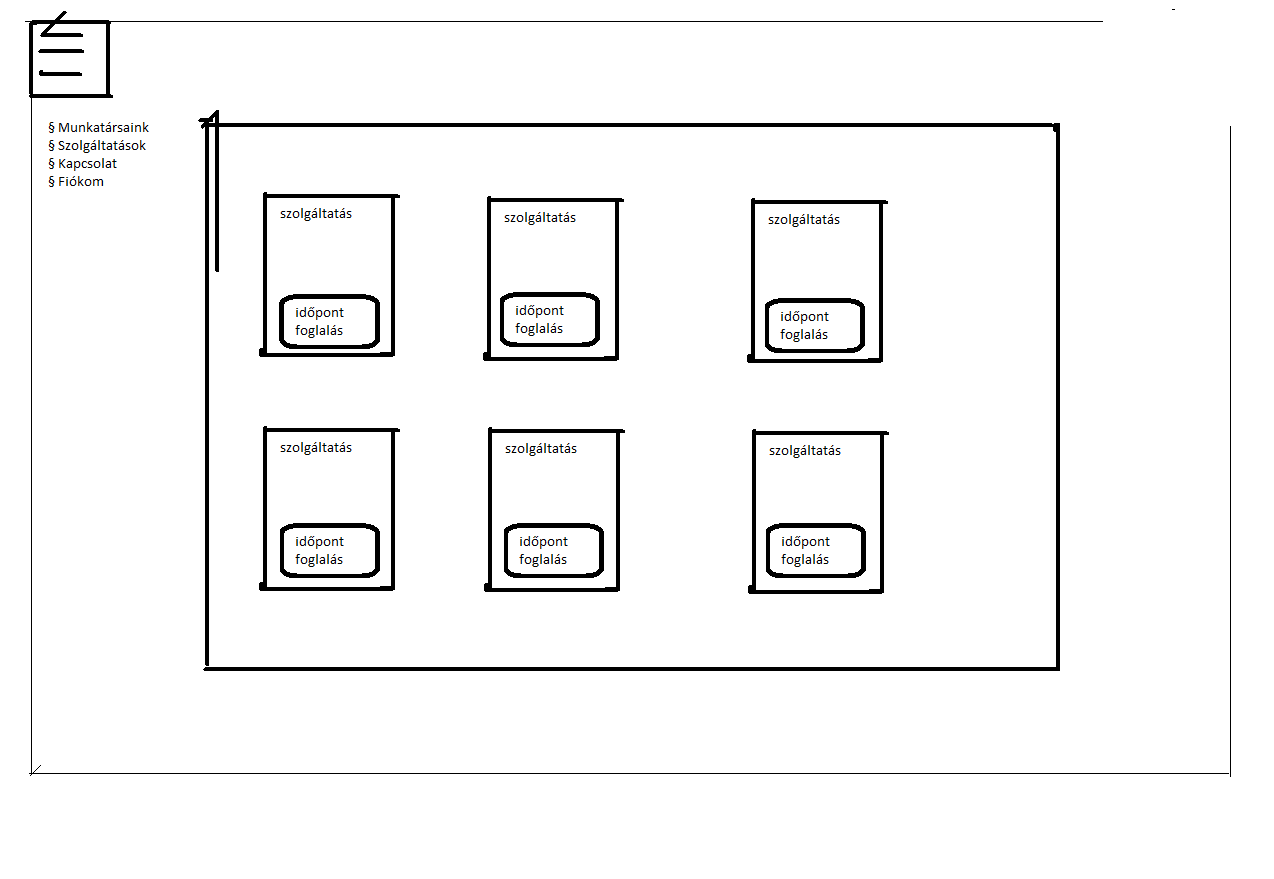 § Munkatársaink
§ Szolgáltatások
§ Kapcsolat
§ Fiókom
szolgáltatás
időpont
foglalás
szolgáltatás
időpont
foglalás
szolgáltatás
időpont
foglalás
szolgáltatás
időpont
foglalás
szolgáltatás
időpont
foglalás
szolgáltatás
időpont
foglalás